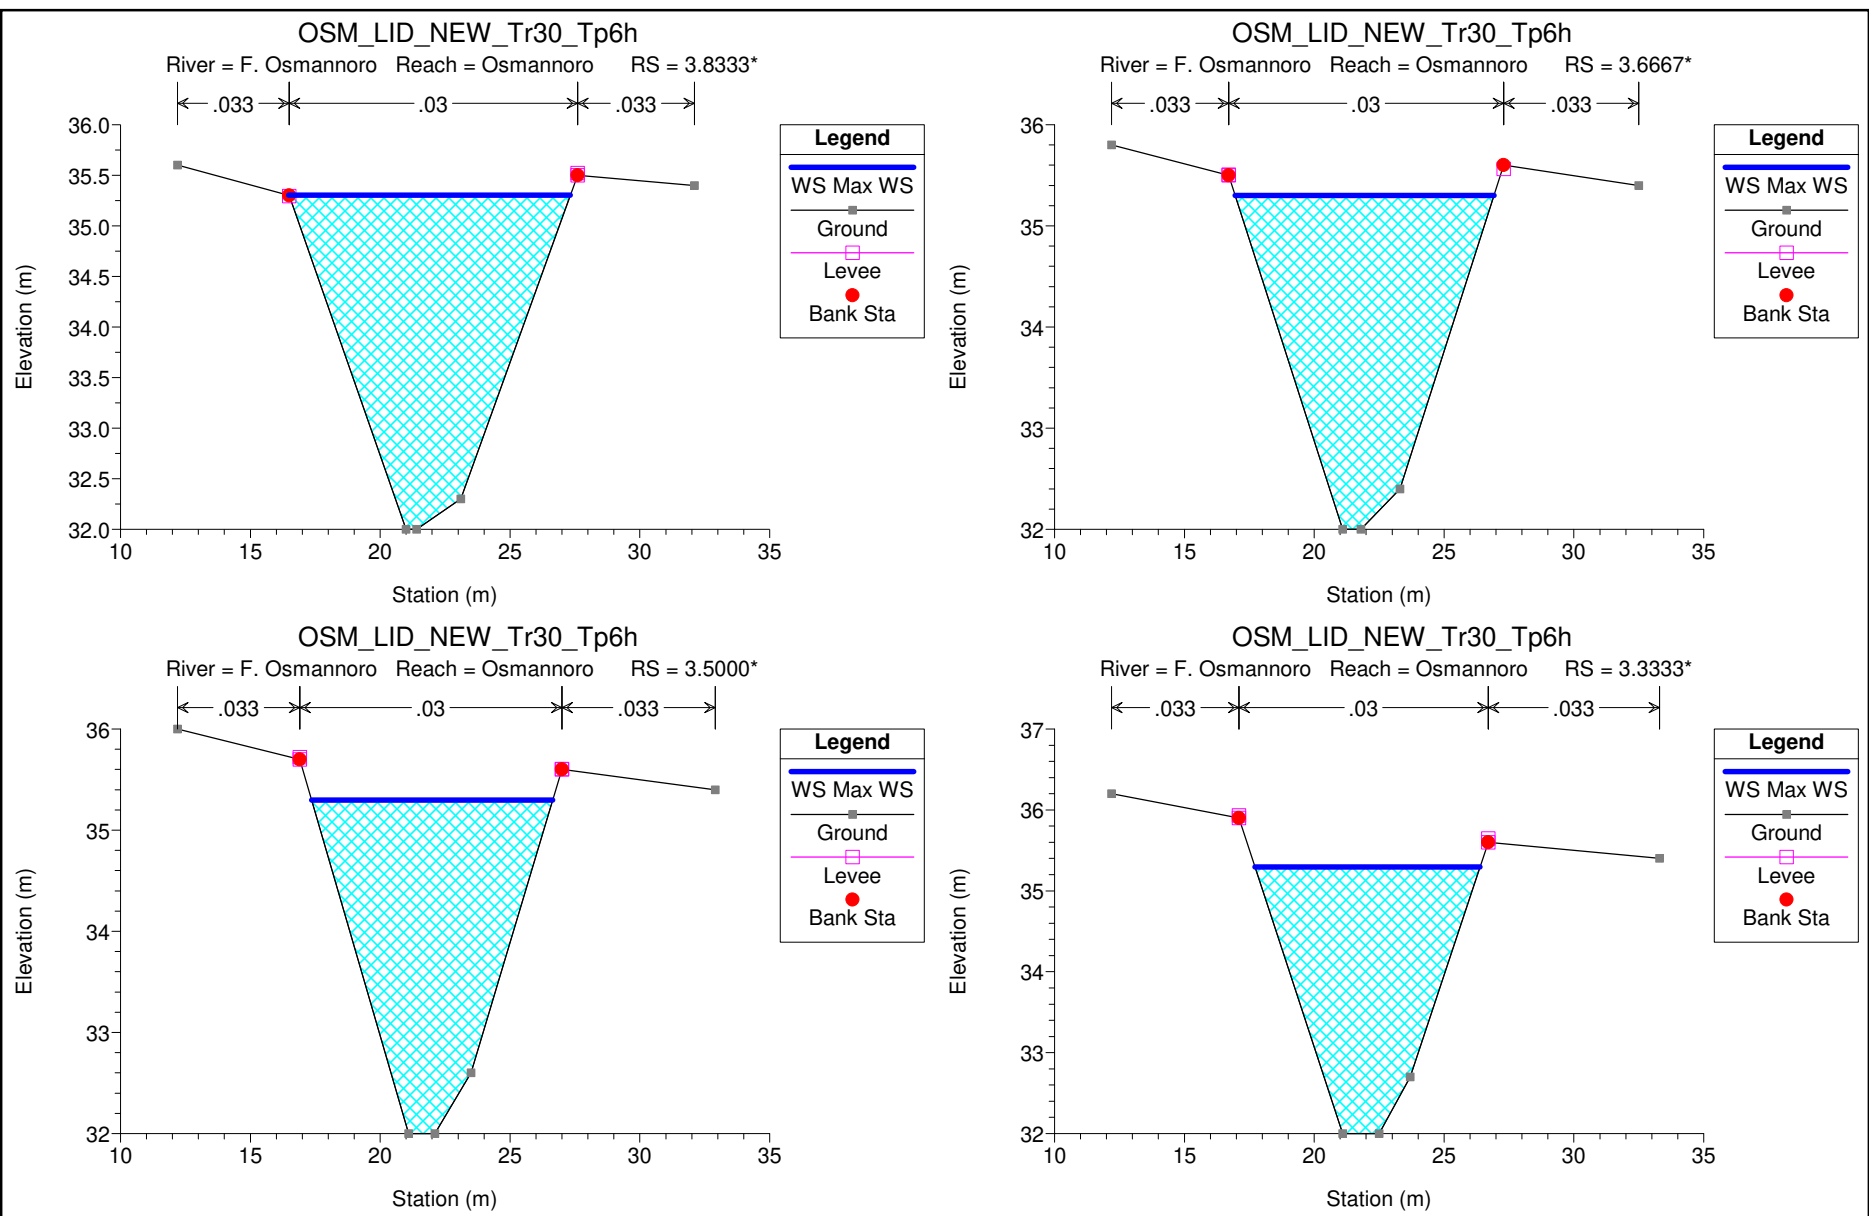 OSM_LID_NEW_Tr30_Tp6h
River = F. Osmannoro Reach = Osmannoro RS = 3.8333*
.033 .03 .033
36.0
35.5
35.0
34.5
34.0
33.5
33.0
32.5
32.0
10 15 20 25 30 35
Station (m)
Elevation (m)
Legend
WS Max WS
Ground
Levee
Bank Sta
OSM_LID_NEW_Tr30_Tp6h
River = F. Osmannoro Reach = Osmannoro RS = 3.6667*
.033 .03 .033
36
35
34
33
32
10 15 20 25 30 35
Station (m)
Elevation (m)
Legend
WS Max WS
Ground
Levee
Bank Sta
OSM_LID_NEW_Tr30_Tp6h
River = F. Osmannoro Reach = Osmannoro RS = 3.5000*
.033 .03 .033
36
35
34
33
32
10 15 20 25 30 35
Station (m)
Elevation (m)
Legend
WS Max WS
Ground
Levee
Bank Sta
OSM_LID_NEW_Tr30_Tp6h
River = F. Osmannoro Reach = Osmannoro RS = 3.3333*
.033 .03 .033
37
36
35
34
33
32
10 15 20 25 30 35
Station (m)
Elevation (m)
Legend
WS Max WS
Ground
Levee
Bank Sta